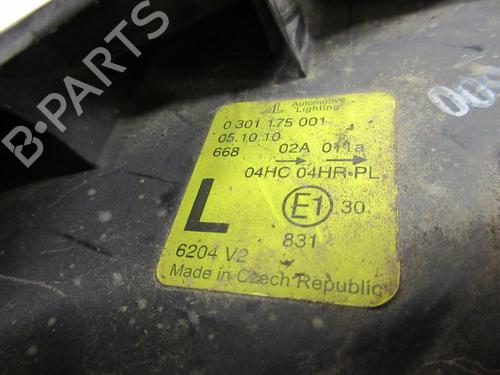 B-PARTS
AL Automotive Lighting
0 301 175 001
05.10.10
668 02A 011a
04HC 04HR PL
L E1 30
6204 V2 831
Made in Czech Republic